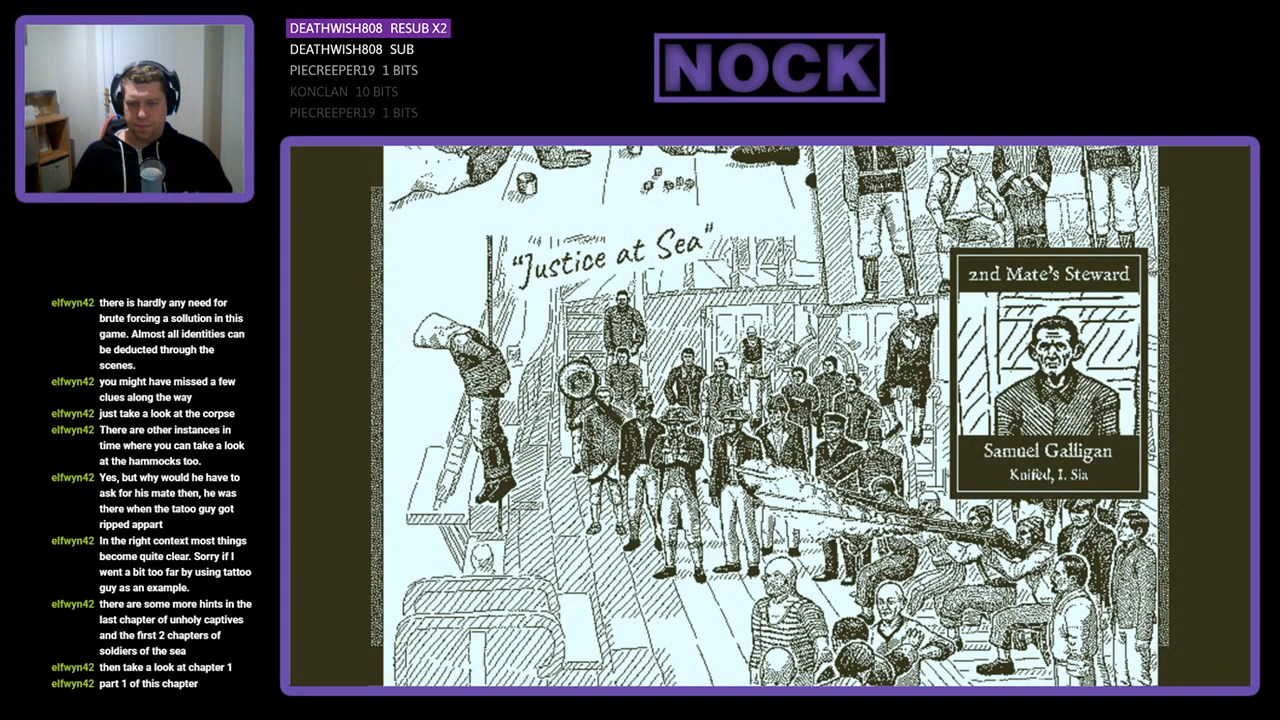 DEATHWISH808 RESUB X2
DEATHWISH808 SUB
PIECREEPER19 1 BITS
KONCLAN 10 BITS
PIECREEPER19 1 BITS
NOCK
elfwyn42 there is hardly any need for
brute forcing a sollution in this
game. Almost all identities can
be deducted through the
scenes.
elfwyn42 you might have missed a few
clues along the way
elfwyn42 just take a look at the corpse
elfwyn42 There are other instances in
time where you can take a look
at the hammocks too.
elfwyn42 Yes, but why would he have to
ask for his mate then, he was
there when the tatoo guy got
ripped appart
elfwyn42 In the right context most things
become quite clear. Sorry if I
went a bit too far by using tattoo
guy as an example.
elfwyn42 there are some more hints in the
last chapter of unholy captives
and the first 2 chapters of
soldiers of the sea
elfwyn42 then take a look at chapter 1
elfwyn42 part 1 of this chapter
"Justice at Sea"
2nd Mate's Steward
Samuel Galligan
Knifed, I. Sia